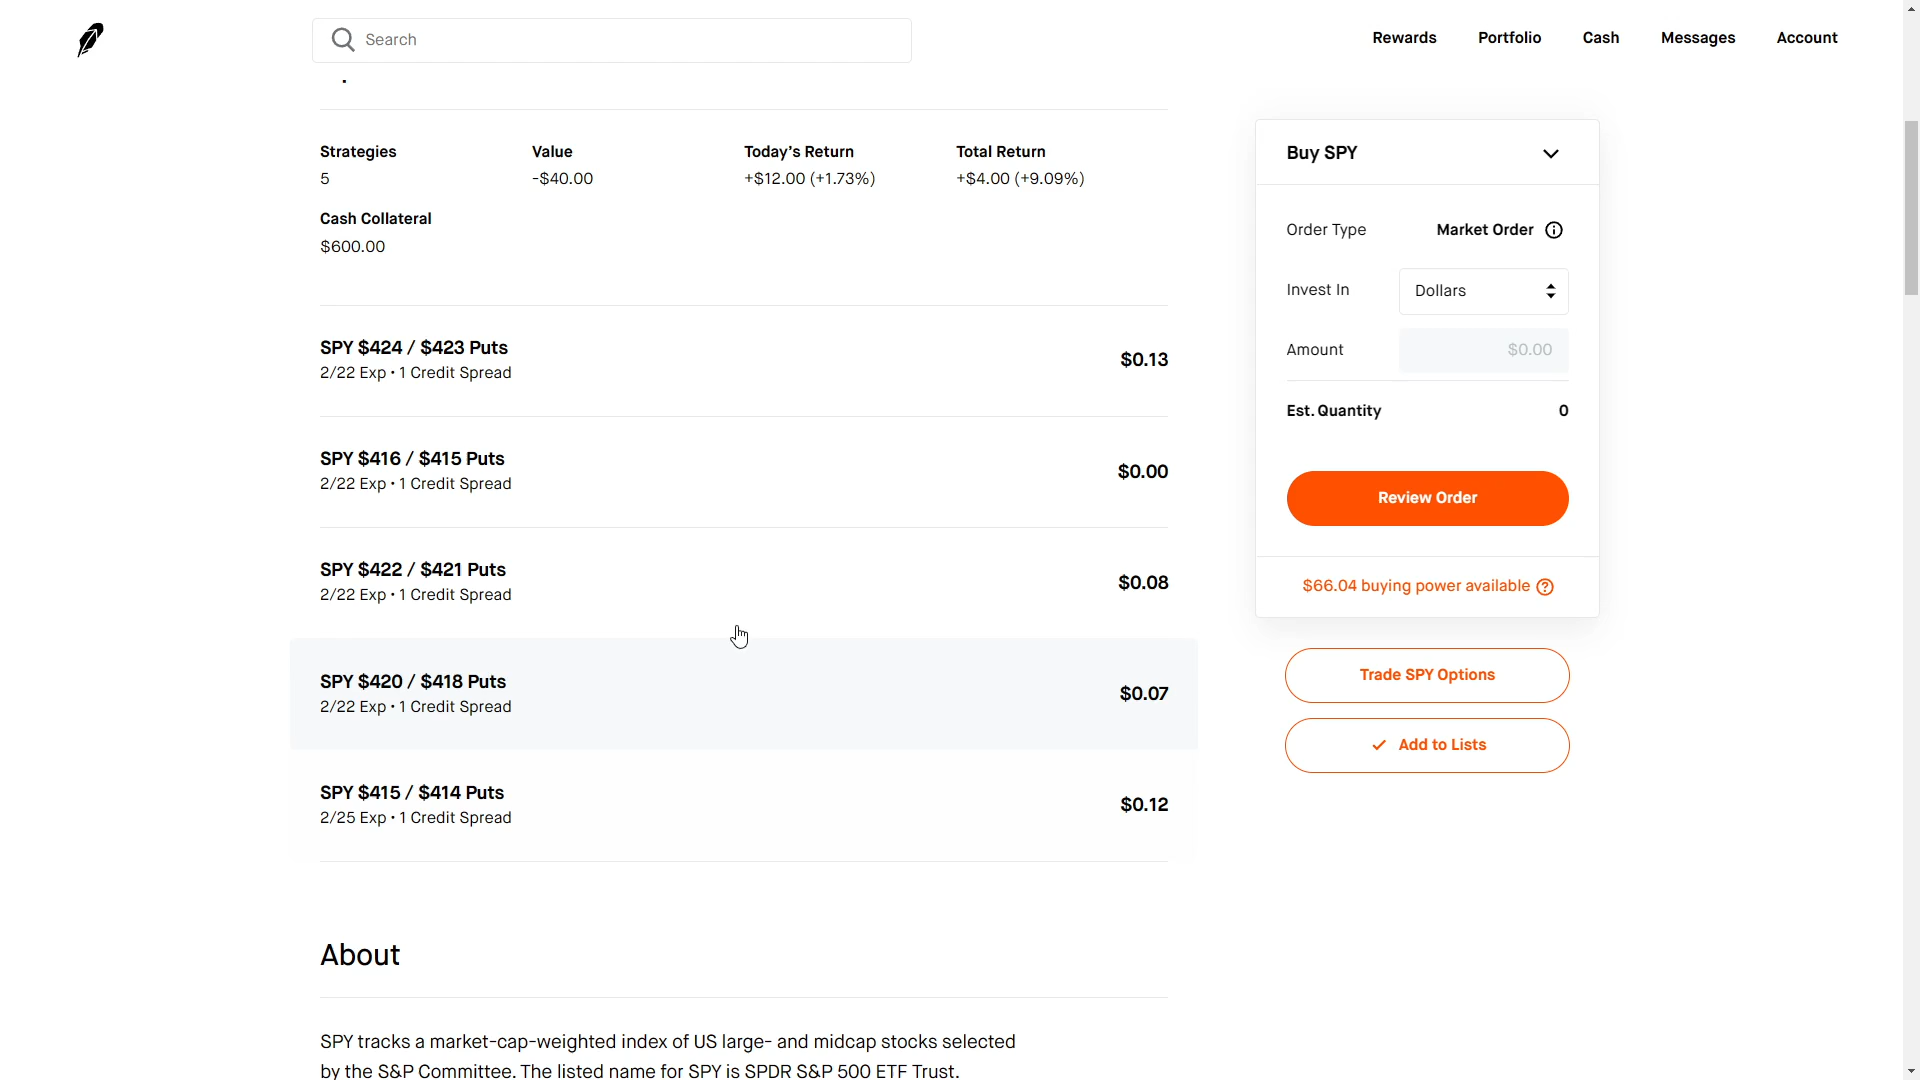 Search
Rewards
Portfolio
Cash
Messages
Account
Strategies
5
Value
-$40.00
Today's Return
+$12.00 (+1.73%)
Total Return
+$4.00 (+9.09%)
Cash Collateral
$600.00
SPY $424 / $423 Puts
2/22 Exp • 1 Credit Spread
$0.13
SPY $416 / $415 Puts
2/22 Exp • 1 Credit Spread
$0.00
SPY $422 / $421 Puts
2/22 Exp • 1 Credit Spread
$0.08
SPY $420 / $418 Puts
2/22 Exp • 1 Credit Spread
$0.07
SPY $415 / $414 Puts
2/25 Exp • 1 Credit Spread
$0.12
About
SPY tracks a market-cap-weighted index of US large- and midcap stocks selected
by the S&P Committee. The listed name for SPY is SPDR S&P 500 ETF Trust.
Buy SPY
Order Type
Market Order
Invest In
Dollars
Amount
$0.00
Est. Quantity
0
Review Order
$66.04 buying power available
Trade SPY Options
Add to Lists